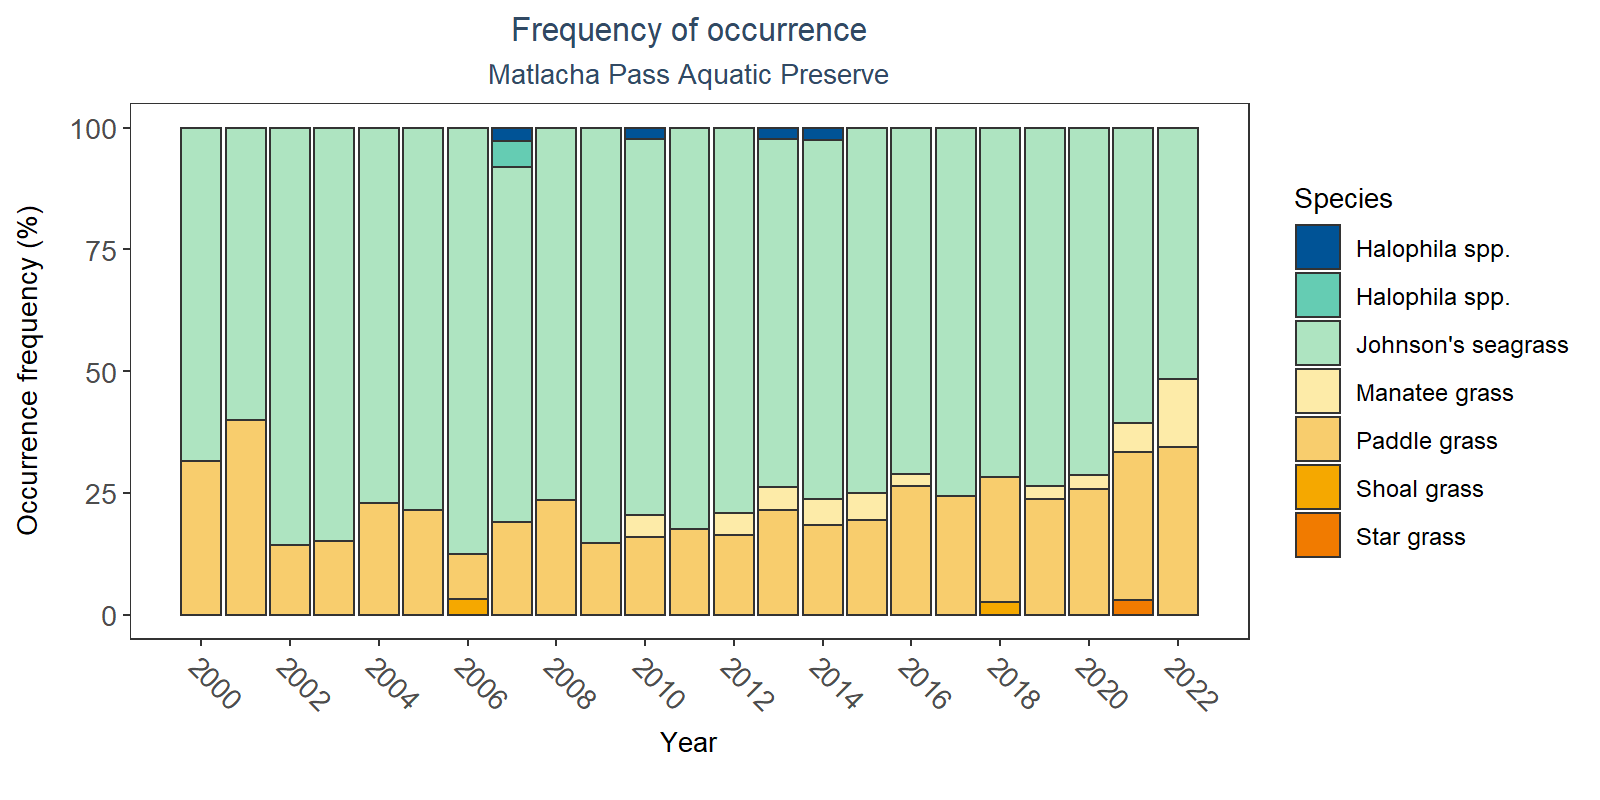 Frequency of occurrence
Matlacha Pass Aquatic Preserve
Occurrence frequency (%)
100
75
50
25
0
2000
2002
2004
2006
2008
2010
2012
2014
2016
2018
2020
2022
Year
Species
Halophila spp.
Halophila spp.
Johnson's seagrass
Manatee grass
Paddle grass
Shoal grass
Star grass